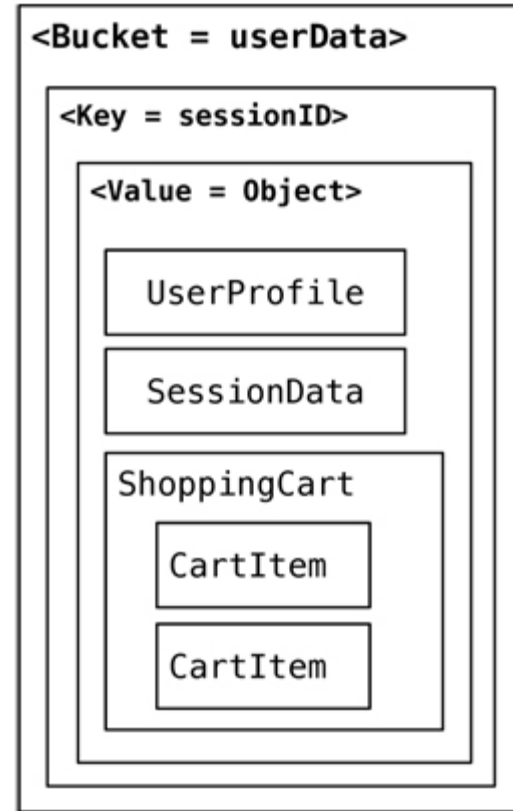 <Bucket = userData>
<Key = sessionID>
<Value = Object>
UserProfile
SessionData
ShoppingCart
CartItem
CartItem